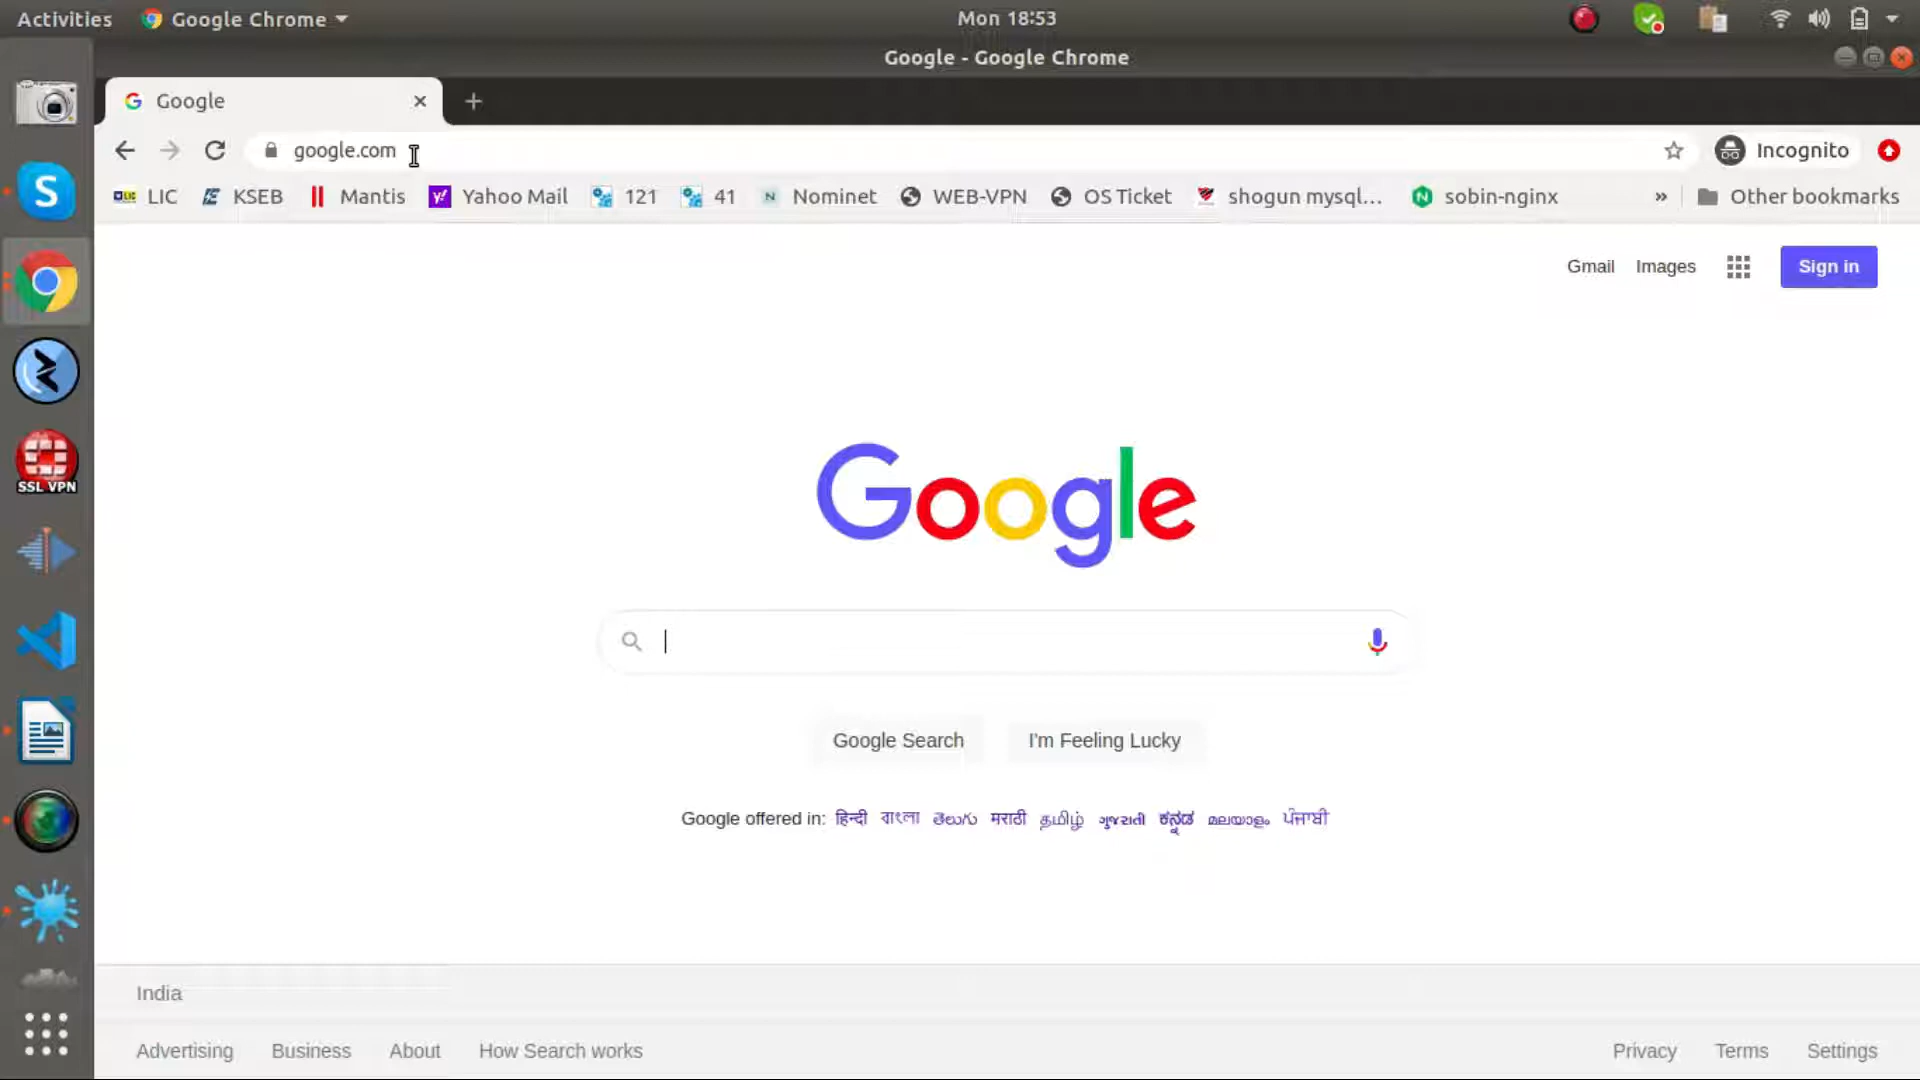 Activities Google Chrome Mon 18:53
Google - Google Chrome
Google
google.com Incognito
LIC KSEB Mantis Yahoo Mail 121 41 Nominet WEB-VPN OS Ticket shogun mysql... sobin-nginx » Other bookmarks
Gmail Images Sign in
SSL VPN
Google
Google Search I'm Feeling Lucky
Google offered in: हिन्दी বাংলা తెలుగు मराठी தமிழ் ગુજરાતી ಕನ್ನಡ മലയാളം ਪੰਜਾਬੀ
India
Advertising Business About How Search works Privacy Terms Settings